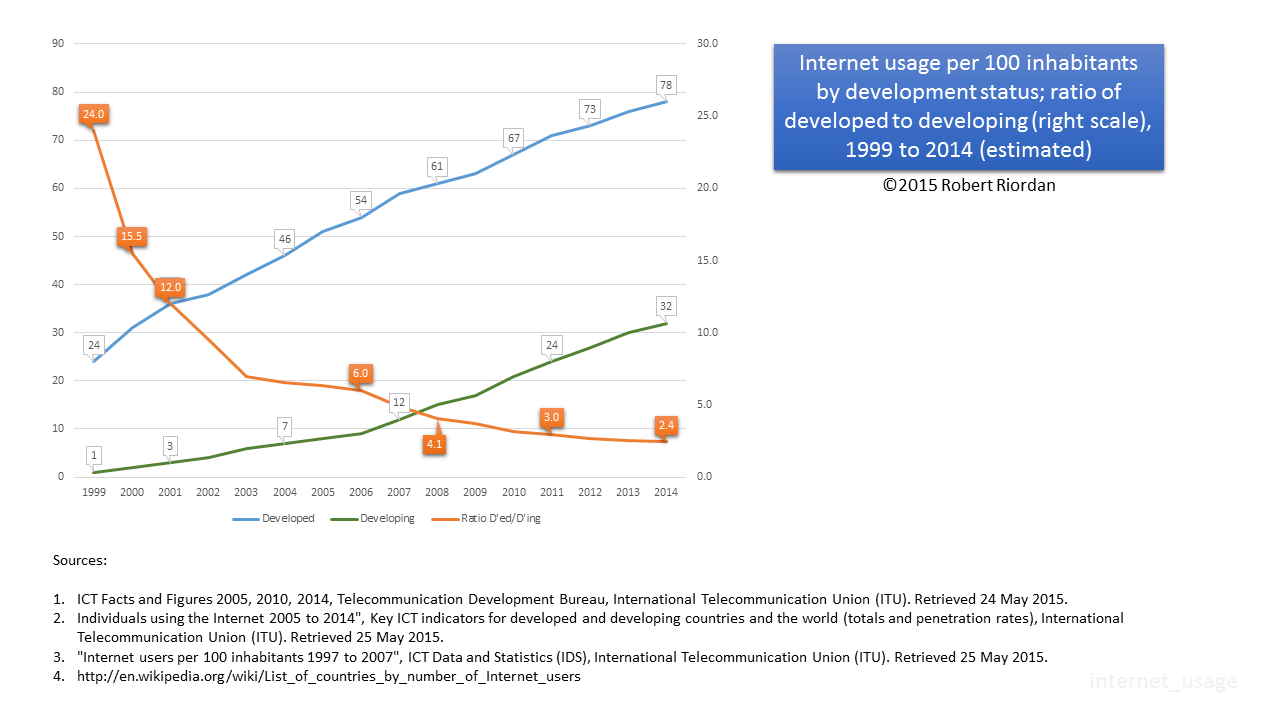 Internet usage per 100 inhabitants
by development status; ratio of
developed to developing (right scale),
1999 to 2014 (estimated)
©2015 Robert Riordan
90
80
70
60
50
40
30
20
10
0
30.0
25.0
20.0
15.0
10.0
5.0
0.0
24.0
15.5
12.0
6.0
4.1
3.0
2.4
24
46
54
61
67
73
78
1
3
7
12
24
32
1999 2000 2001 2002 2003 2004 2005 2006 2007 2008 2009 2010 2011 2012 2013 2014
Developed Developing Ratio D'ed/D'ing
Sources:
1. ICT Facts and Figures 2005, 2010, 2014, Telecommunication Development Bureau, International Telecommunication Union (ITU). Retrieved 24 May 2015.
2. Individuals using the Internet 2005 to 2014", Key ICT indicators for developed and developing countries and the world (totals and penetration rates), International
Telecommunication Union (ITU). Retrieved 25 May 2015.
3. "Internet users per 100 inhabitants 1997 to 2007", ICT Data and Statistics (IDS), International Telecommunication Union (ITU). Retrieved 25 May 2015.
4. http://en.wikipedia.org/wiki/List_of_countries_by_number_of_Internet_users
internet_usage